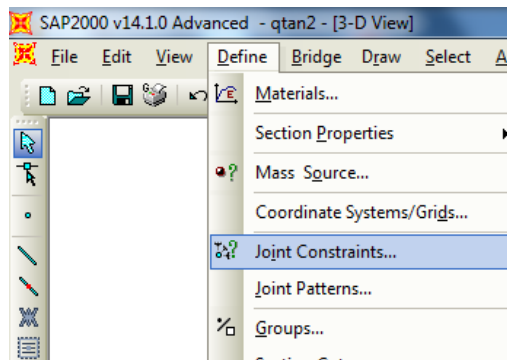 SAP2000 v14.1.0 Advanced - qtan2 - [3-D View]
File Edit View Define Bridge Draw Select A
Materials...
Section Properties
Mass Source...
Coordinate Systems/Grids...
Joint Constraints...
Joint Patterns...
Groups...